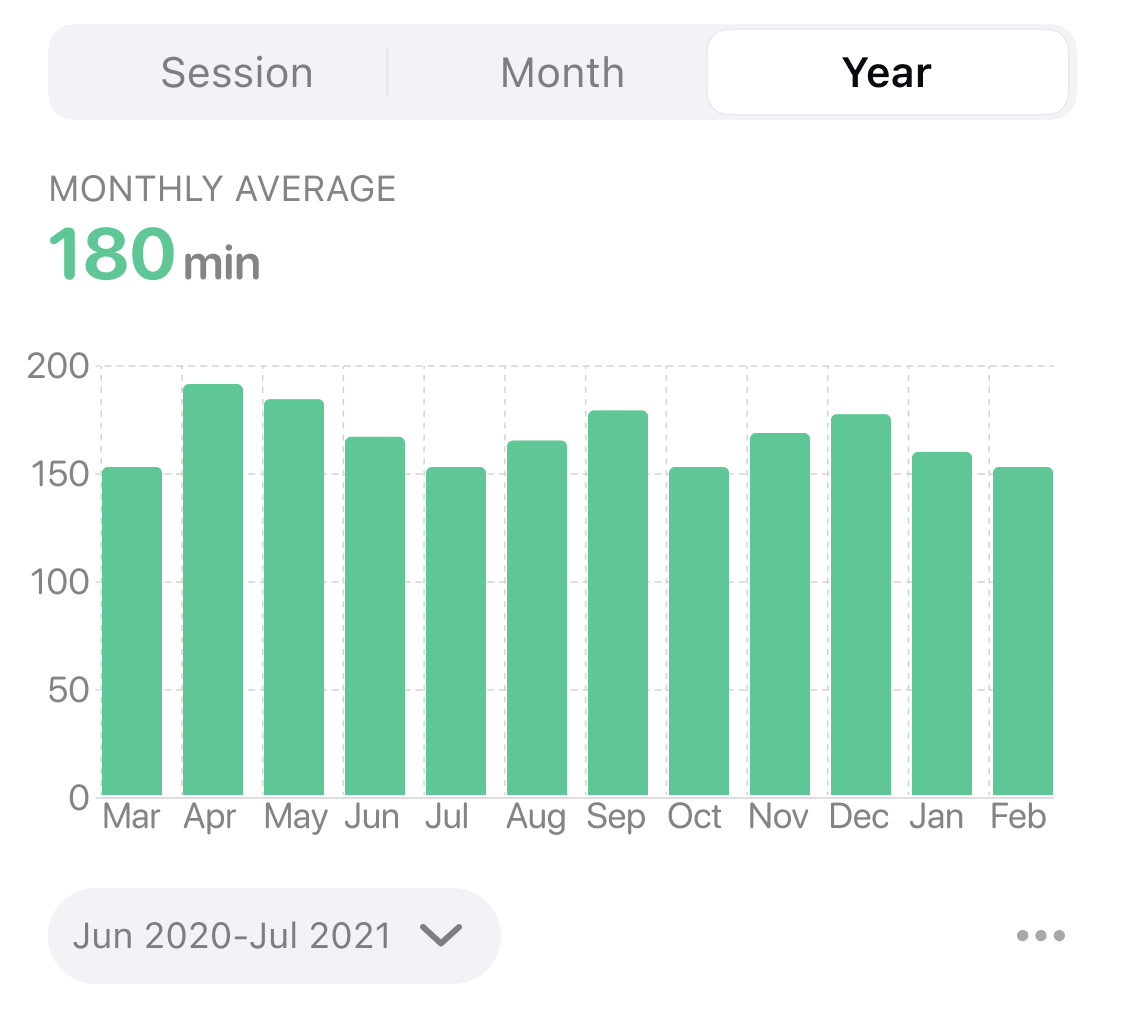 Session Month Year
MONTHLY AVERAGE
180 min
200
150
100
50
0
Mar Apr May Jun Jul Aug Sep Oct Nov Dec Jan Feb
Jun 2020-Jul 2021